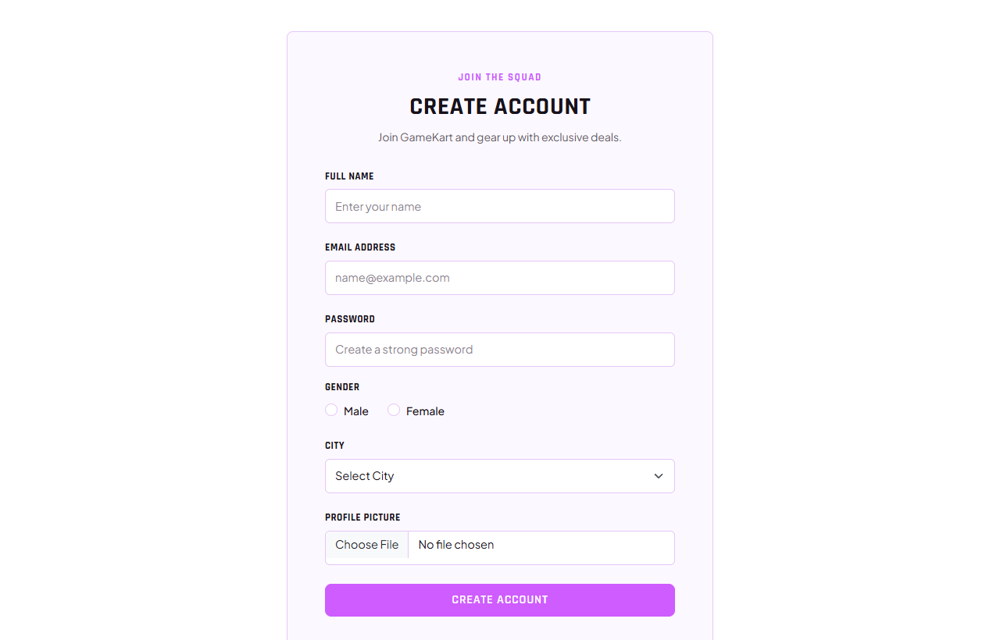 JOIN THE SQUAD
CREATE ACCOUNT
Join GameKart and gear up with exclusive deals.
FULL NAME
Enter your name
EMAIL ADDRESS
name@example.com
PASSWORD
Create a strong password
GENDER
Male Female
CITY
Select City
PROFILE PICTURE
Choose File No file chosen
CREATE ACCOUNT